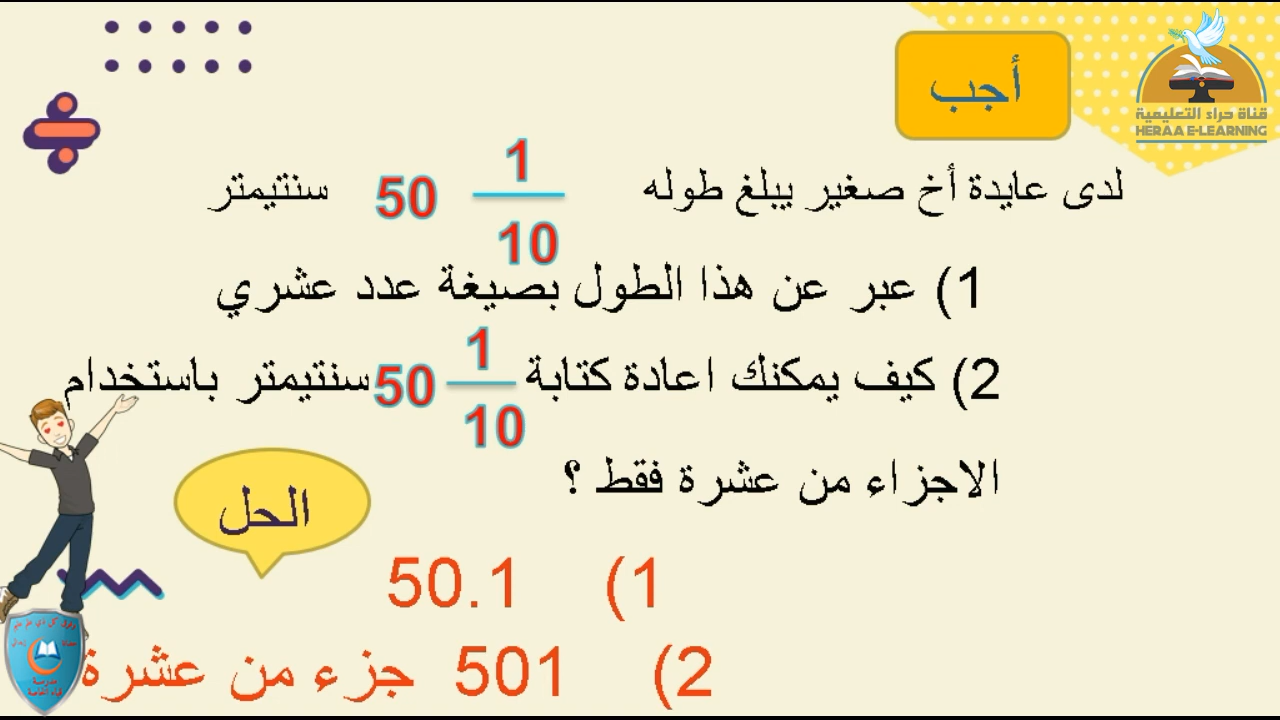 أجب
قناة حراء التعليمية
HERAA E-LEARNING
لدى عايدة أخ صغير يبلغ طوله 50 1/10 سنتيمتر
1) عبر عن هذا الطول بصيغة عدد عشري
2) كيف يمكنك اعادة كتابة 50 1/10 سنتيمتر باستخدام
الاجزاء من عشرة فقط ؟
الحل
1) 50.1
2) 501 جزء من عشرة